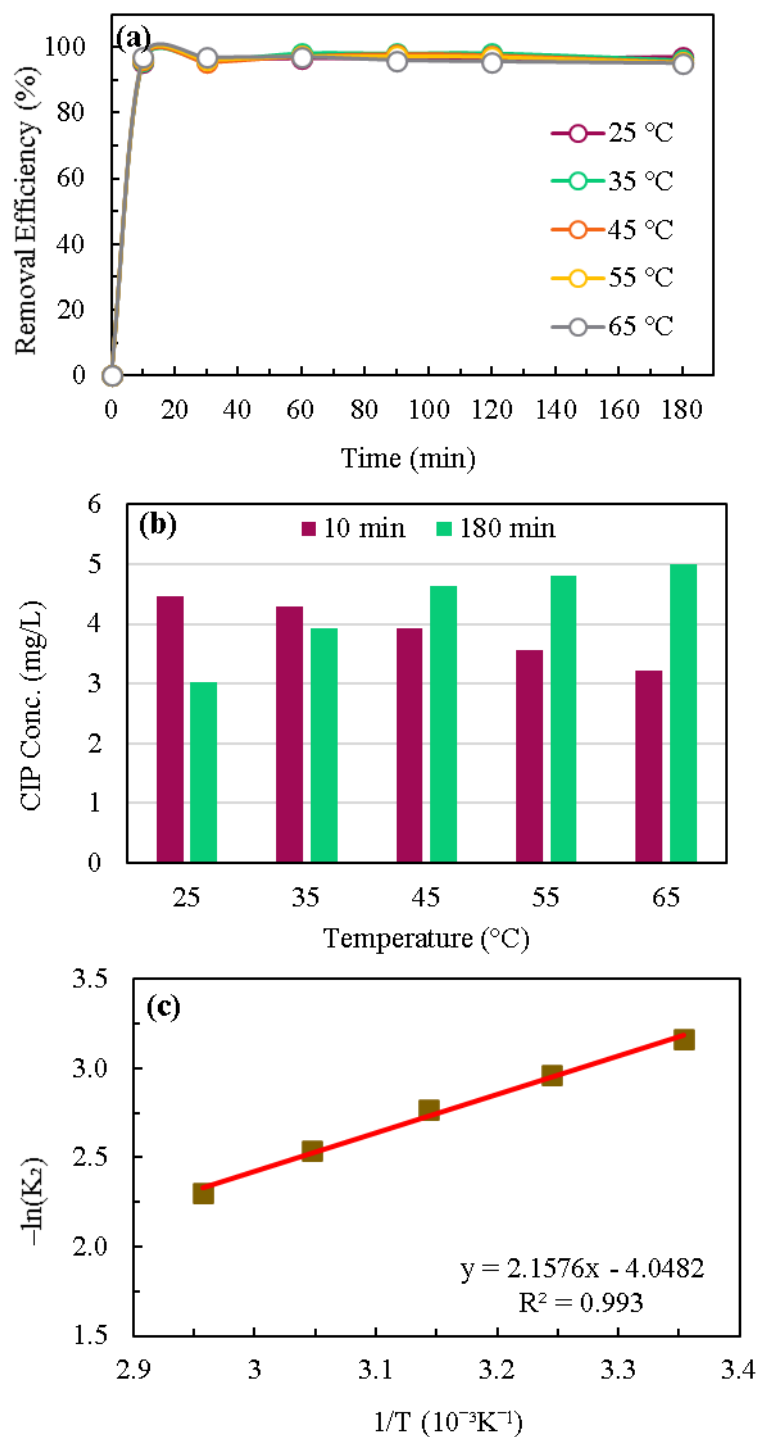 (a)
100
80
60
40
20
0
Removal Efficiency (%)
25 °C
35 °C
45 °C
55 °C
65 °C
0 20 40 60 80 100 120 140 160 180
Time (min)
(b)
10 min 180 min
6
5
4
3
2
1
0
CIP Conc. (mg/L)
25 35 45 55 65
Temperature (°C)
(c)
3.5
3.0
2.5
2.0
1.5
–ln(K₂)
y = 2.1576x - 4.0482
R² = 0.993
2.9 3 3.1 3.2 3.3 3.4
1/T (10⁻³K⁻¹)